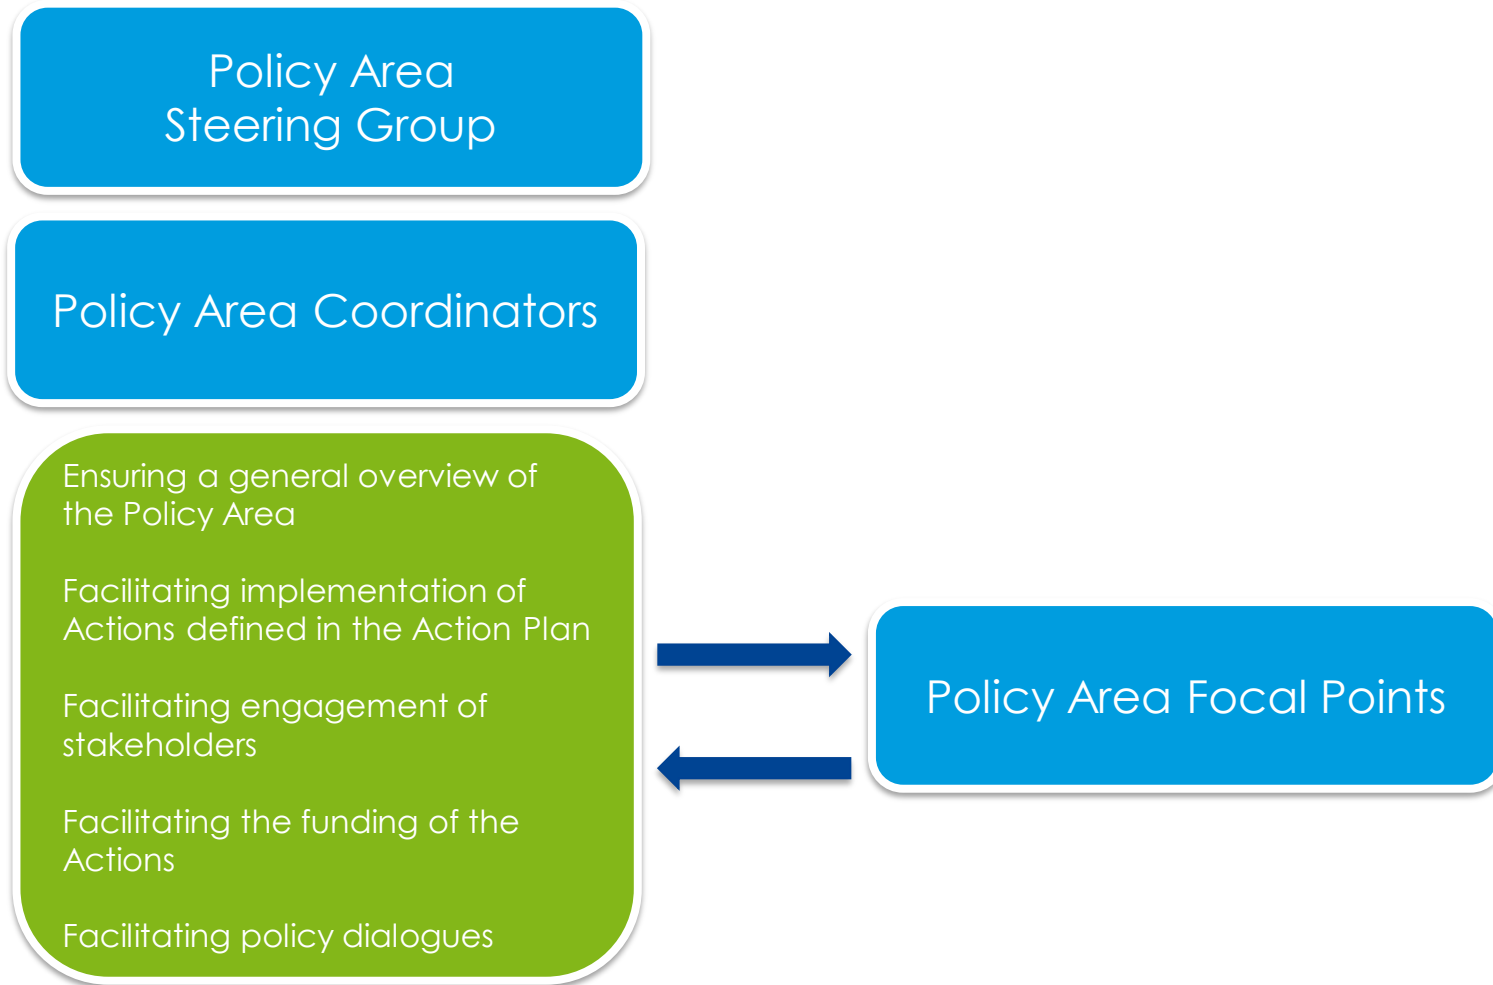 Policy Area
Steering Group
Policy Area Coordinators
Ensuring a general overview of
the Policy Area
Facilitating implementation of
Actions defined in the Action Plan
Facilitating engagement of
stakeholders
Facilitating the funding of the
Actions
Facilitating policy dialogues
Policy Area Focal Points